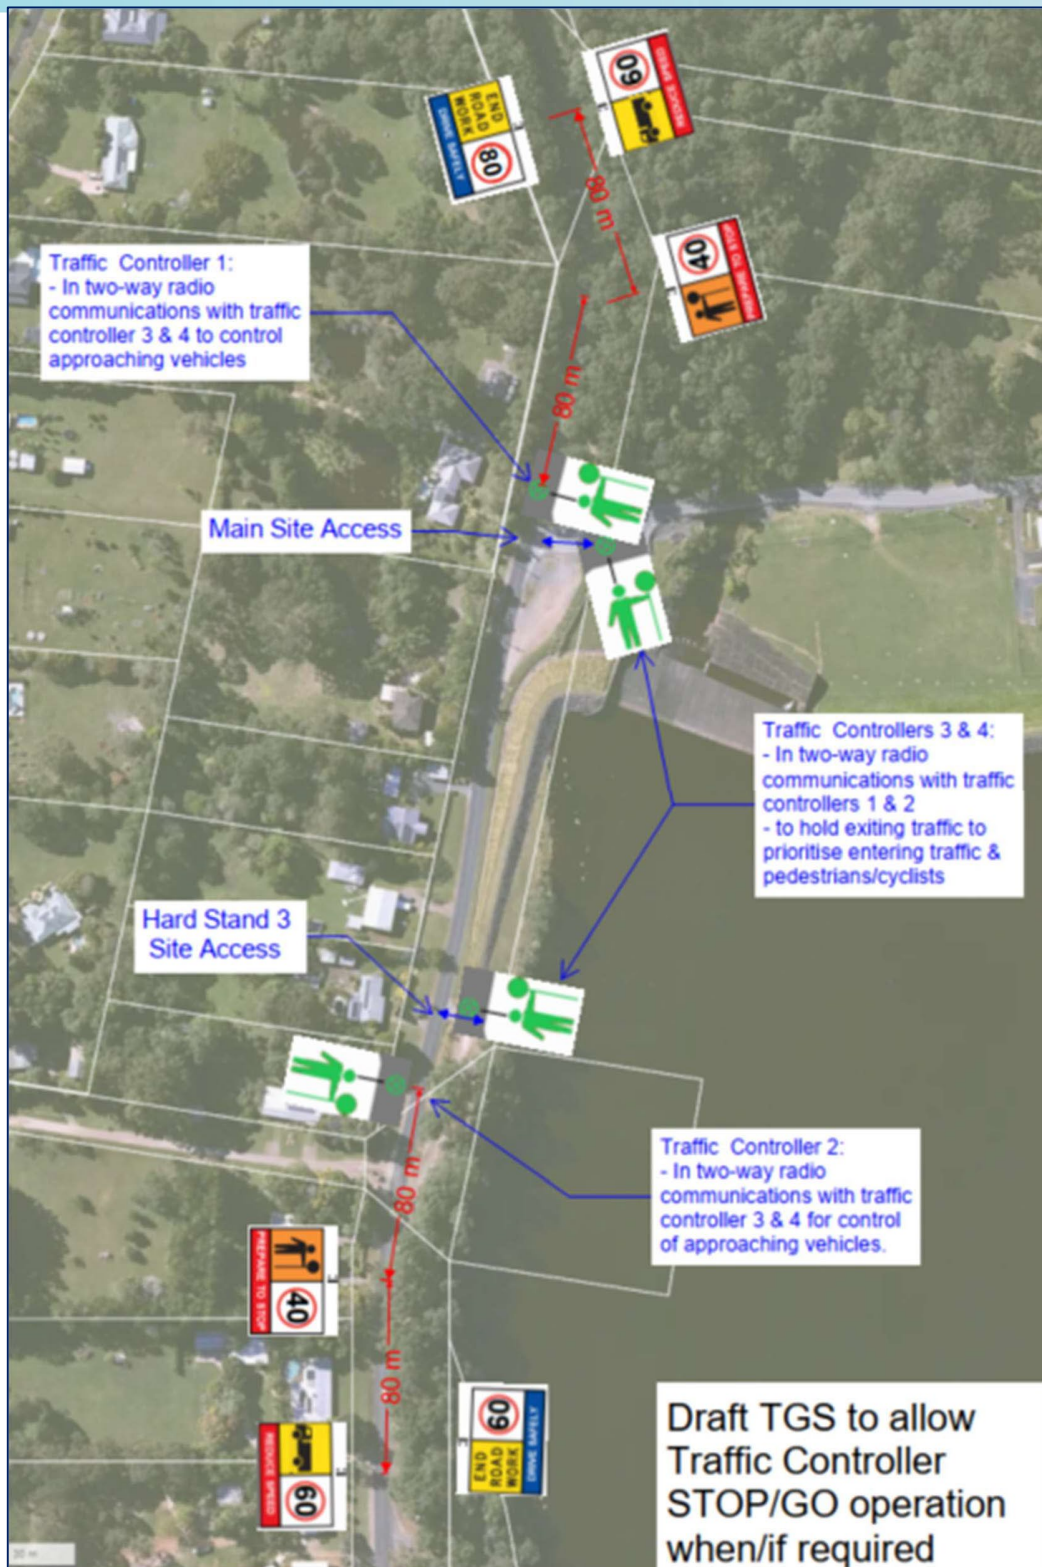 END
ROAD
WORK
80
DRIVE SAFELY
60
REDUCE SPEED
80 m
40
PREPARE TO STOP
Traffic Controller 1:
- In two-way radio
communications with traffic
controller 3 & 4 to control
approaching vehicles
80 m
Main Site Access
Traffic Controllers 3 & 4:
- In two-way radio
communications with traffic
controllers 1 & 2
- to hold exiting traffic to
prioritise entering traffic &
pedestrians/cyclists
Hard Stand 3
Site Access
Traffic Controller 2:
- In two-way radio
communications with traffic
controller 3 & 4 for control
of approaching vehicles.
80 m
PREPARE TO STOP
40
80 m
REDUCE SPEED
60
60
END
ROAD
WORK
DRIVE SAFELY
Draft TGS to allow
Traffic Controller
STOP/GO operation
when/if required